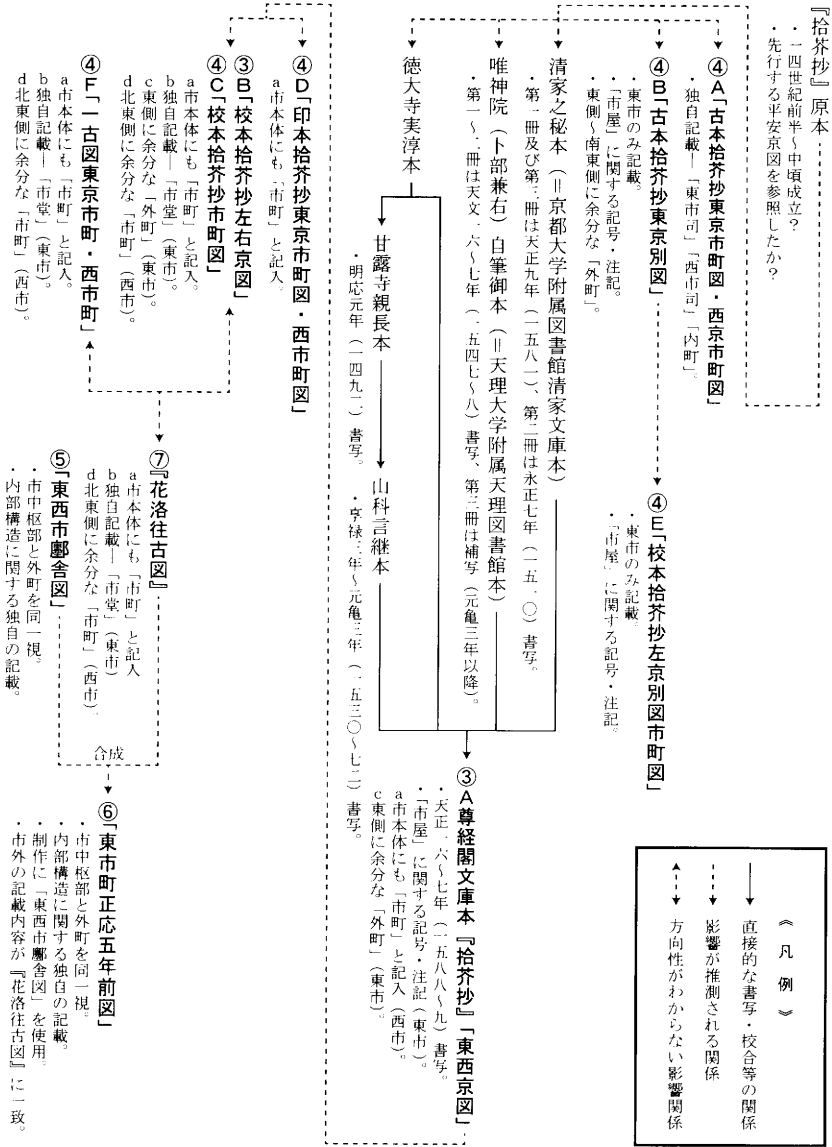 『拾芥抄』原本
・一四世紀前半～中頃成立？
・先行する平安京図を参照したか？
④A「古本拾芥抄東京市町図・西京市町図」
・独自記載―「東市司」「西市司」「内町」。
④B「古本拾芥抄東京別図」
・東市のみ記載。
・「市屋」に関する記号・注記。
・東側～南東側に余分な「外町」。
④E「校本拾芥抄左京別図市町図」
・東市のみ記載。
・「市屋」に関する記号・注記。
清家之秘本（＝京都大学附属図書館清家文庫本）
・第一冊及び第三冊は天正九年（一五八一）、第二冊は永正七年（一五一〇）書写。
唯神院（卜部兼右）自筆御本（＝天理大学附属天理図書館本）
・第一～二冊は天文一六～七年（一五四七～八）書写、第三冊は補写（元亀三年以降）。
徳大寺実淳本
甘露寺親長本
・明応元年（一四九二）書写。
山科言継本
・享禄三年～元亀三年（一五三〇～七二）書写。
③A尊経閣文庫本『拾芥抄』「東西京図」
・天正一六～七年（一五八八～九）書写。
・「市屋」に関する記号・注記（東市）。
a市本体にも「市町」と記入（西市）。
c東側に余分な「外町」（東市）。
④D「印本拾芥抄東京市町図・西市町図」
a市本体にも「市町」と記入。
③B「校本拾芥抄左右京図」
④C「校本拾芥抄市町図」
a市本体にも「市町」と記入。
b独自記載―「市堂」（東市）。
c東側に余分な「外町」（東市）。
d北東側に余分な「市町」（西市）。
④F「一古図東京市町・西市町」
a市本体にも「市町」と記入。
b独自記載―「市堂」（東市）。
d北東側に余分な「市町」（西市）。
⑦『花洛往古図』
a市本体にも「市町」と記入
b独自記載―「市堂」（東市）
d北東側に余分な「市町」（西市）。
⑤「東西市鄽舎図」
・市中枢部と外町を同一視。
・内部構造に関する独自の記載。
合成
⑥「東市町正応五年前図」
・市中枢部と外町を同一視。
・内部構造に関する独自の記載。
・制作に「東西市鄽舎図」を使用。
・市外の記載内容が『花洛往古図』に一致。
《凡例》
直接的な書写・校合等の関係
影響が推測される関係
方向性がわからない影響関係